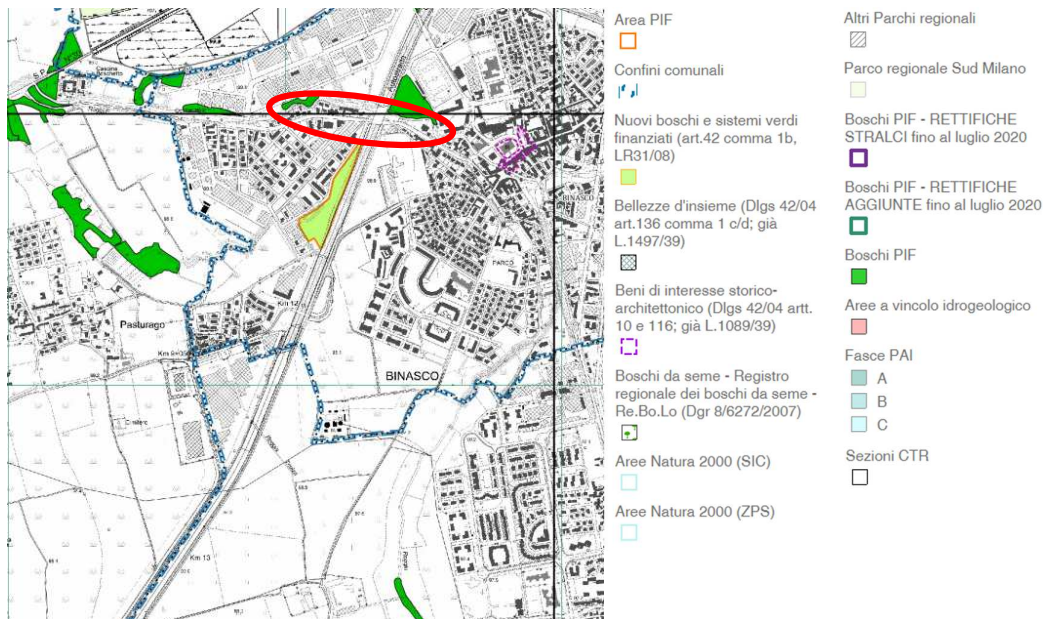 Cascina
Boschetto
BINASCO
PARCO
Km 12
Pasturago
BINASCO
Km 13
Area PIF
Confini comunali
Nuovi boschi e sistemi verdi
finanziati (art.42 comma 1b,
LR31/08)
Bellezze d'insieme (Dlgs 42/04
art.136 comma 1 c/d; già
L.1497/39)
Beni di interesse storico-
architettonico (Dlgs 42/04 artt.
10 e 116; già L.1089/39)
Boschi da seme - Registro
regionale dei boschi da seme -
Re.Bo.Lo (Dgr 8/6272/2007)
Aree Natura 2000 (SIC)
Aree Natura 2000 (ZPS)
Altri Parchi regionali
Parco regionale Sud Milano
Boschi PIF - RETTIFICHE
STRALCI fino al luglio 2020
Boschi PIF - RETTIFICHE
AGGIUNTE fino al luglio 2020
Boschi PIF
Aree a vincolo idrogeologico
Fasce PAI
A
B
C
Sezioni CTR